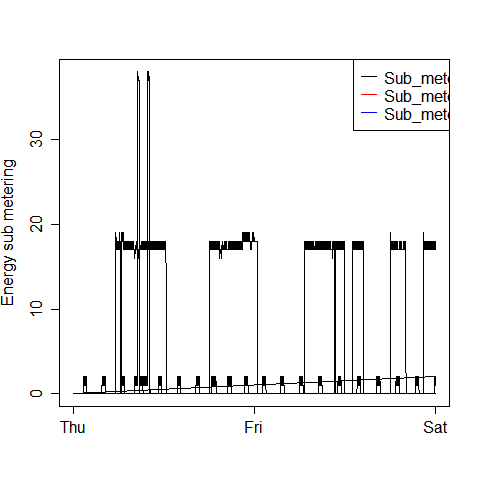 Sub_mete
Sub_mete
Sub_mete
Energy sub metering
30
20
10
0
Thu Fri Sat